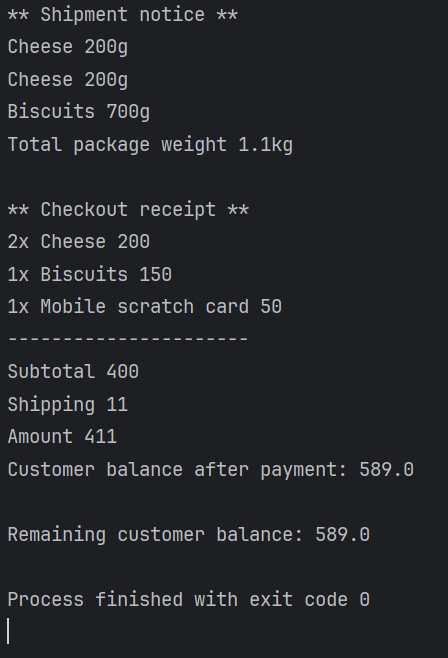 ** Shipment notice **
Cheese 200g
Cheese 200g
Biscuits 700g
Total package weight 1.1kg
** Checkout receipt **
2x Cheese 200
1x Biscuits 150
1x Mobile scratch card 50
----------------------
Subtotal 400
Shipping 11
Amount 411
Customer balance after payment: 589.0
Remaining customer balance: 589.0
Process finished with exit code 0